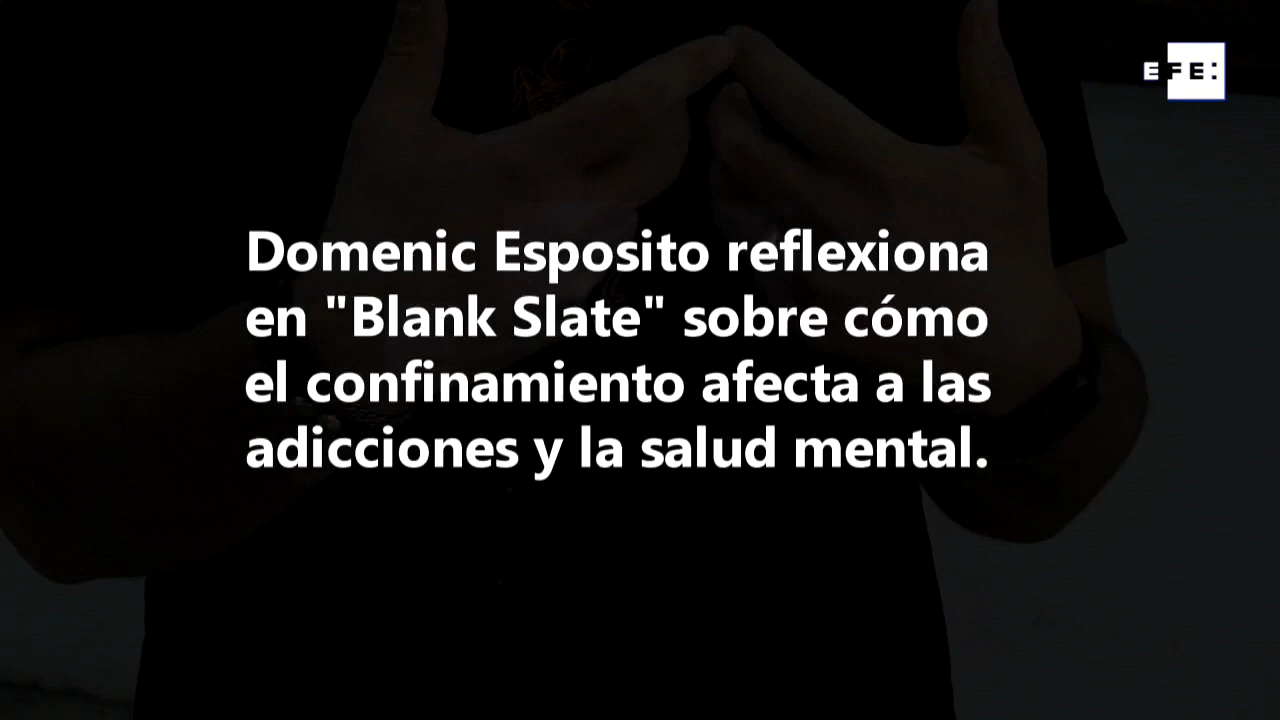 EFE:
Domenic Esposito reflexiona
en "Blank Slate" sobre cómo
el confinamiento afecta a las
adicciones y la salud mental.